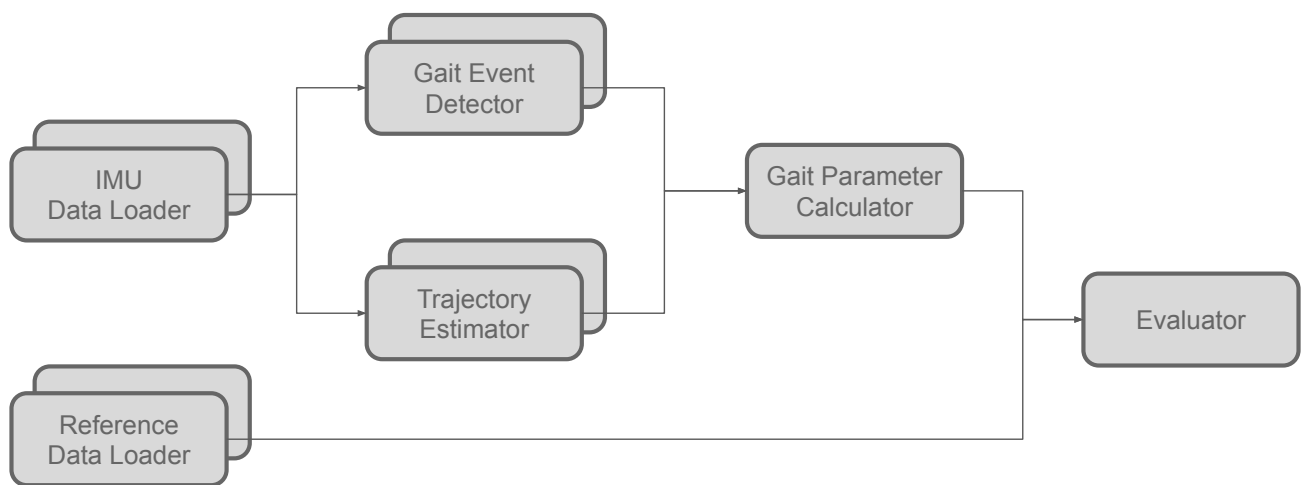 Gait Event
Detector
IMU
Data Loader
Gait Parameter
Calculator
Trajectory
Estimator
Evaluator
Reference
Data Loader